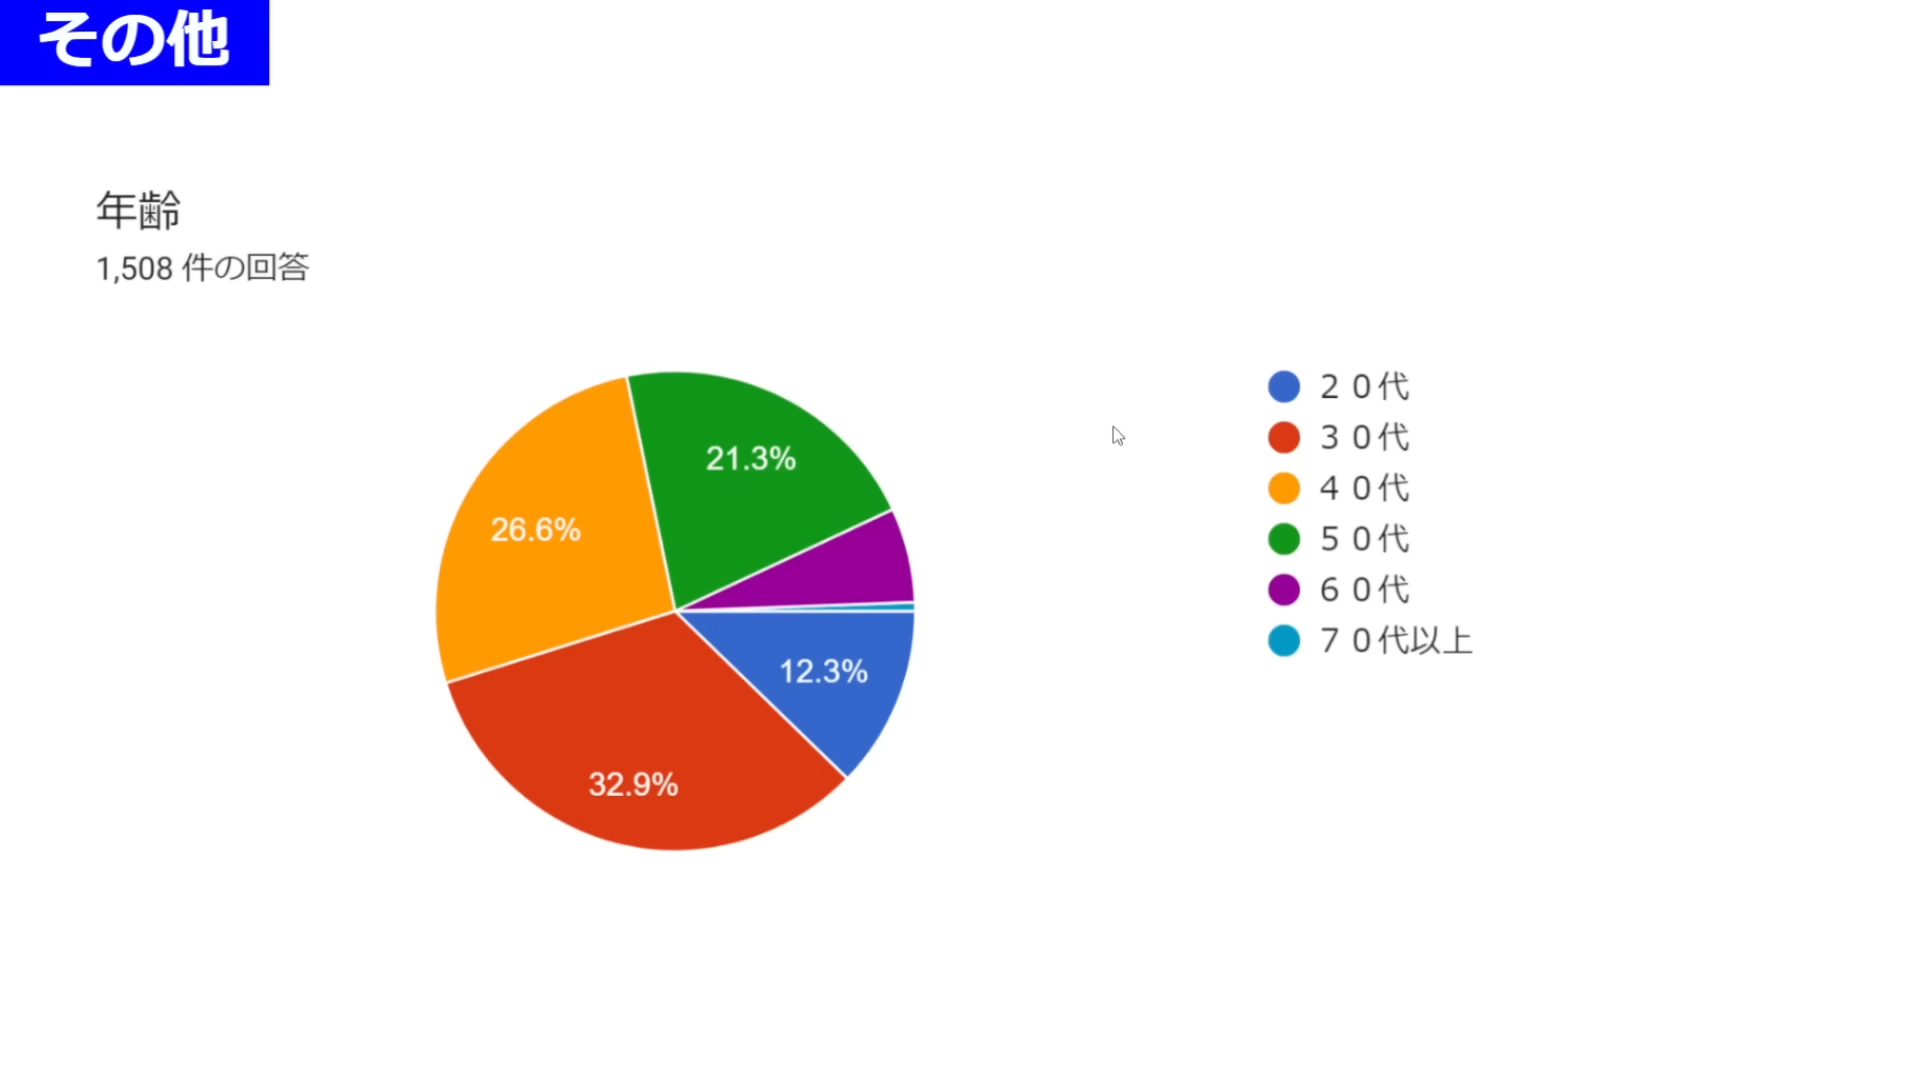 その他
年齢
1,508 件の回答
21.3%
26.6%
12.3%
32.9%
２０代
３０代
４０代
５０代
６０代
７０代以上